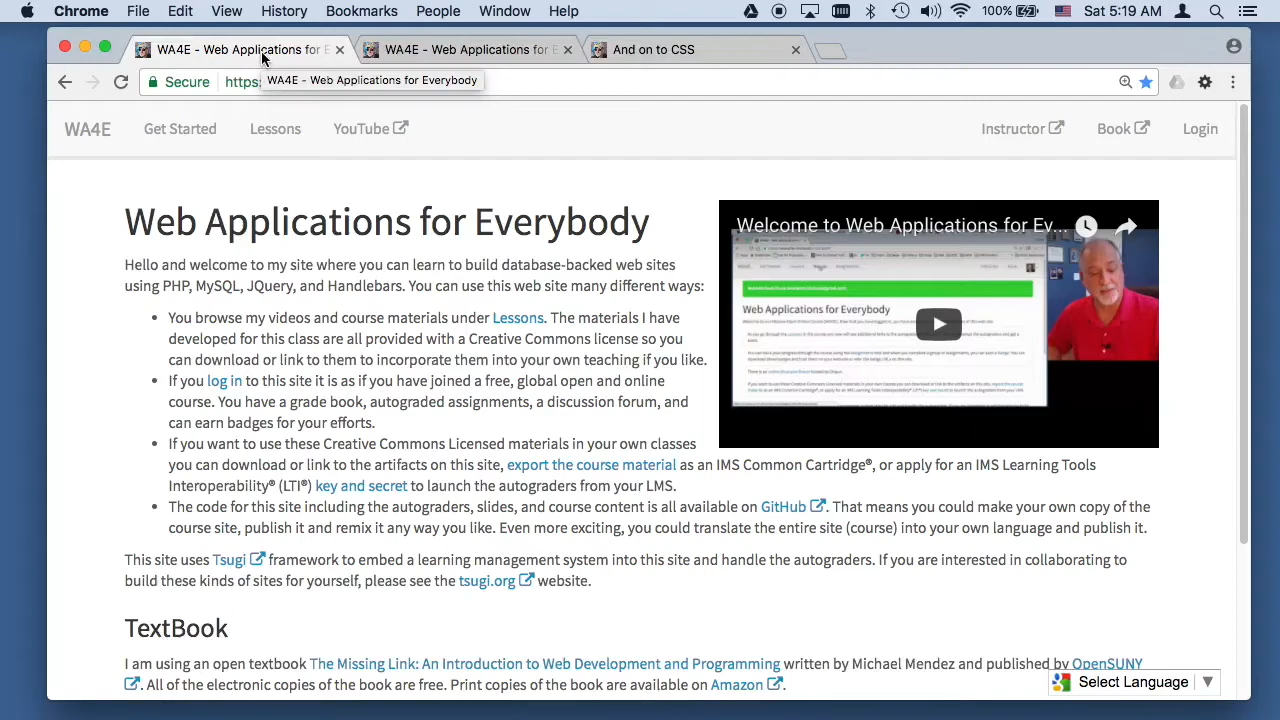 Chrome File Edit View History Bookmarks People Window Help 100% Sat 5:19 AM
WA4E - Web Applications for E WA4E - Web Applications for E And on to CSS
Secure https:
WA4E - Web Applications for Everybody
WA4E Get Started Lessons YouTube Instructor Book Login
Web Applications for Everybody
Hello and welcome to my site where you can learn to build database-backed web sites
using PHP, MySQL, JQuery, and Handlebars. You can use this web site many different ways:
• You browse my videos and course materials under Lessons. The materials I have
produced for this site are all provided with a Creative Commons license so you
can download or link to them to incorporate them into your own teaching if you like.
• If you log in to this site it is as if you have joined a free, global open and online
course. You have a grade book, autograded assignments, a discussion forum, and
can earn badges for your efforts.
• If you want to use these Creative Commons Licensed materials in your own classes
you can download or link to the artifacts on this site, export the course material as an IMS Common Cartridge®, or apply for an IMS Learning Tools
Interoperability® (LTI®) key and secret to launch the autograders from your LMS.
• The code for this site including the autograders, slides, and course content is all available on GitHub . That means you could make your own copy of the
course site, publish it and remix it any way you like. Even more exciting, you could translate the entire site (course) into your own language and publish it.
Welcome to Web Applications for Ev...
Web Applications for Everybody
This site uses Tsugi framework to embed a learning management system into this site and handle the autograders. If you are interested in collaborating to
build these kinds of sites for yourself, please see the tsugi.org website.
TextBook
I am using an open textbook The Missing Link: An Introduction to Web Development and Programming written by Michael Mendez and published by OpenSUNY
. All of the electronic copies of the book are free. Print copies of the book are available on Amazon .
Select Language ▼